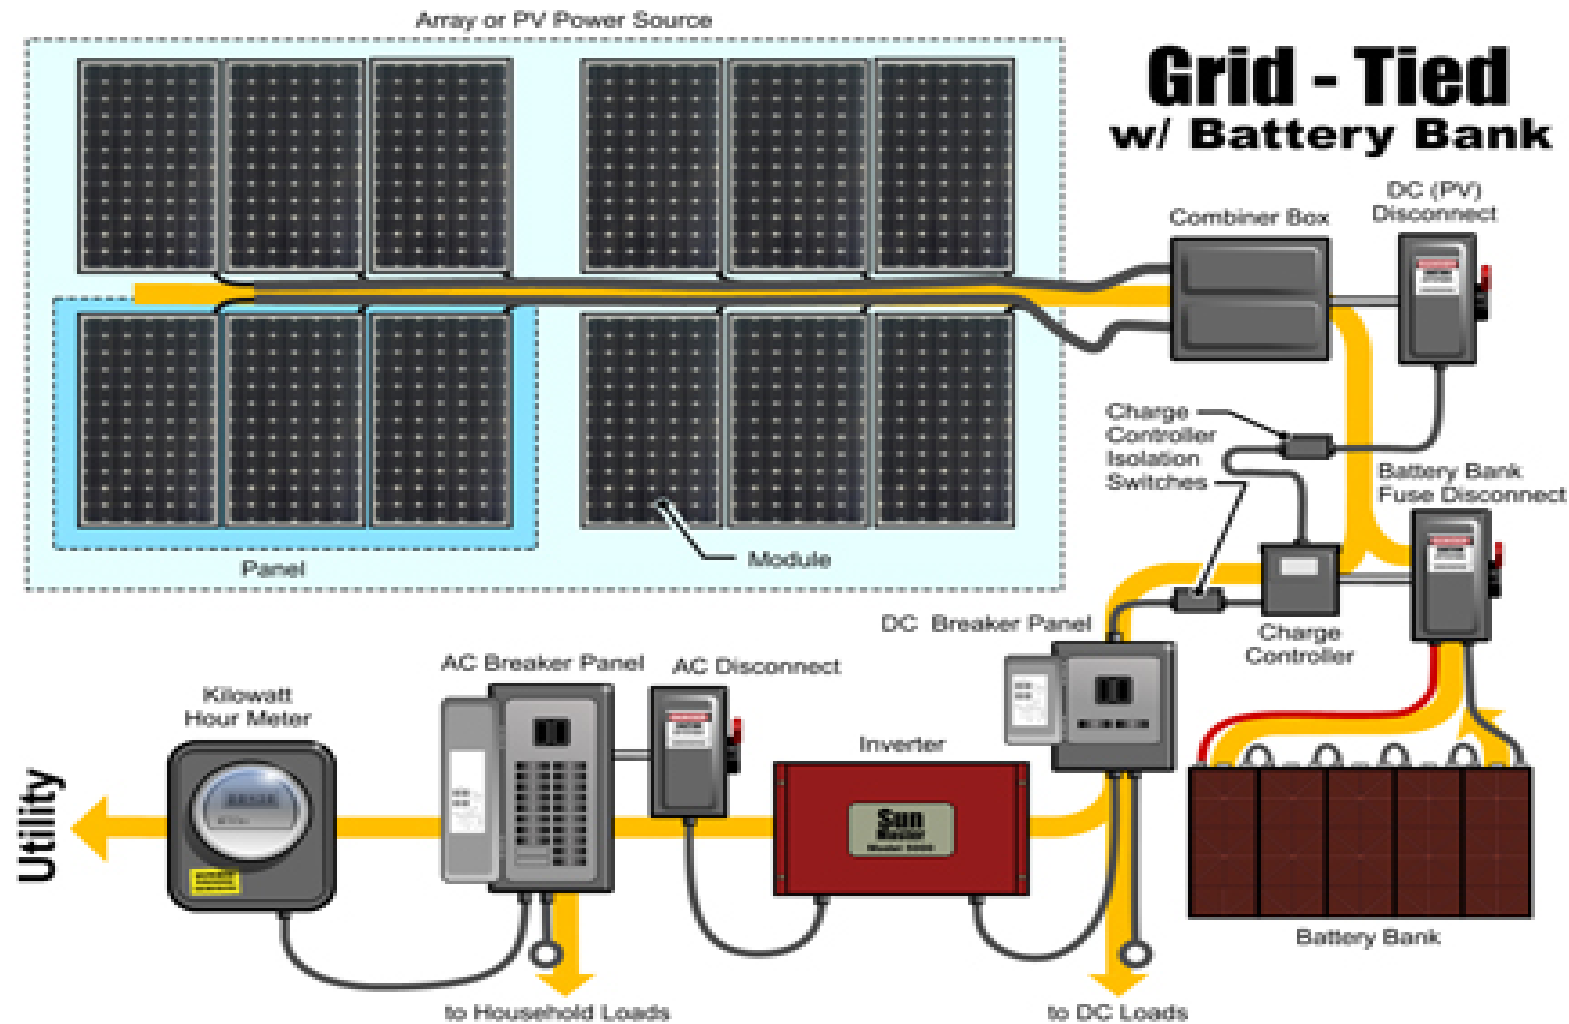 Array or PV Power Source
Grid - Tied
w/ Battery Bank
DC (PV)
Disconnect
Combiner Box
Charge
Controller
Isolation
Switches
Battery Bank
Fuse Disconnect
Module
Panel
DC Breaker Panel
Charge
Controller
AC Breaker Panel
AC Disconnect
Kilowatt
Hour Meter
Inverter
Utility
Sun
Master
Battery Bank
to Household Loads
to DC Loads